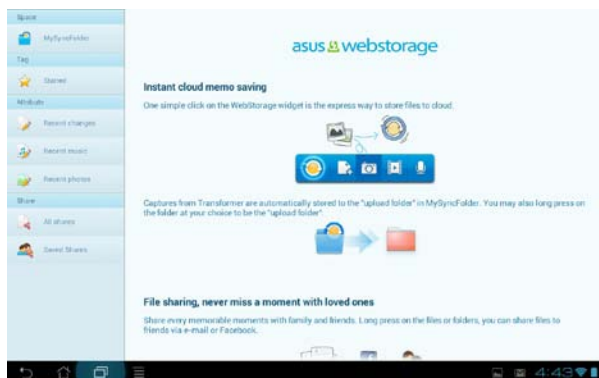 Space
MySyncFolder
Tag
Starred
Attribute
Recent changes
Recent music
Recent photos
Share
All shares
Saved Shares
asus webstorage
Instant cloud memo saving
One simple click on the WebStorage widget is the express way to store files to cloud.
Captures from Transformer are automatically stored to the "upload folder" in MySyncFolder. You may also long press on
the folder at your choice to be the "upload folder".
File sharing, never miss a moment with loved ones
Share every memorable moments with family and friends. Long press on the files or folders, you can share files to
friends via e-mail or Facebook.
4:43